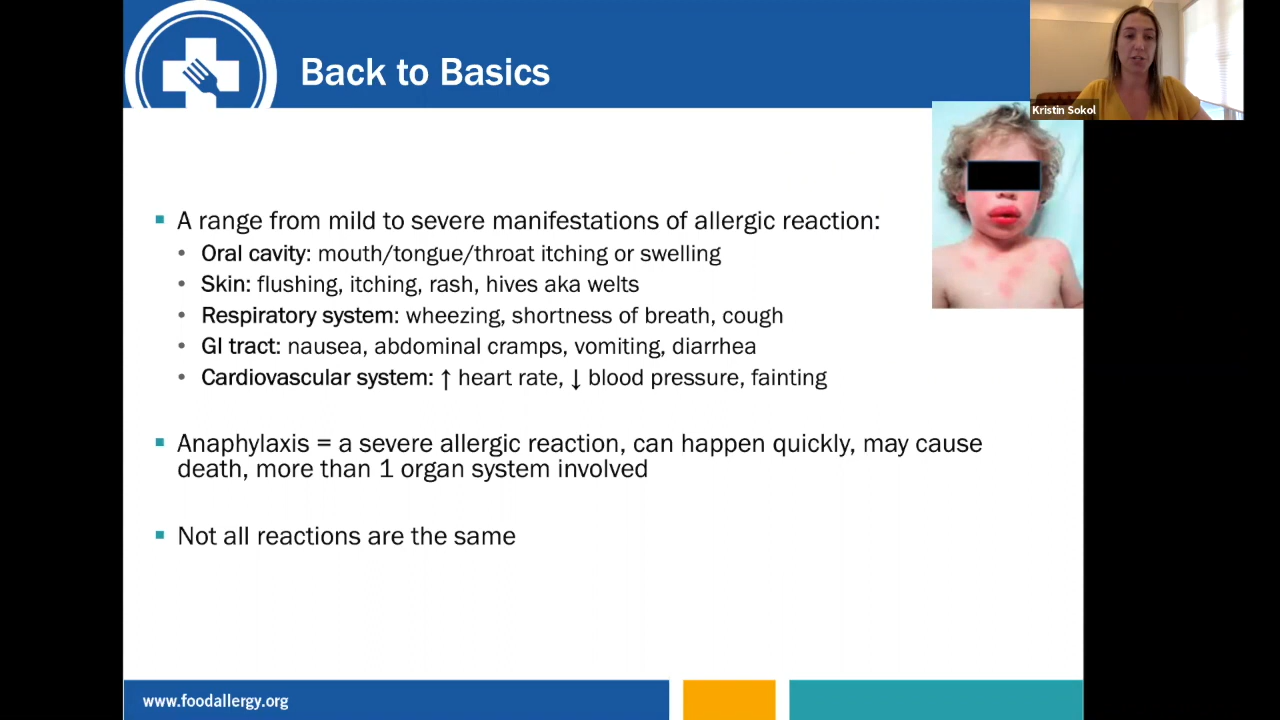 Back to Basics
Kristin Sokol
A range from mild to severe manifestations of allergic reaction:
Oral cavity: mouth/tongue/throat itching or swelling
Skin: flushing, itching, rash, hives aka welts
Respiratory system: wheezing, shortness of breath, cough
GI tract: nausea, abdominal cramps, vomiting, diarrhea
Cardiovascular system: ↑ heart rate, ↓ blood pressure, fainting
Anaphylaxis = a severe allergic reaction, can happen quickly, may cause
death, more than 1 organ system involved
Not all reactions are the same
www.foodallergy.org